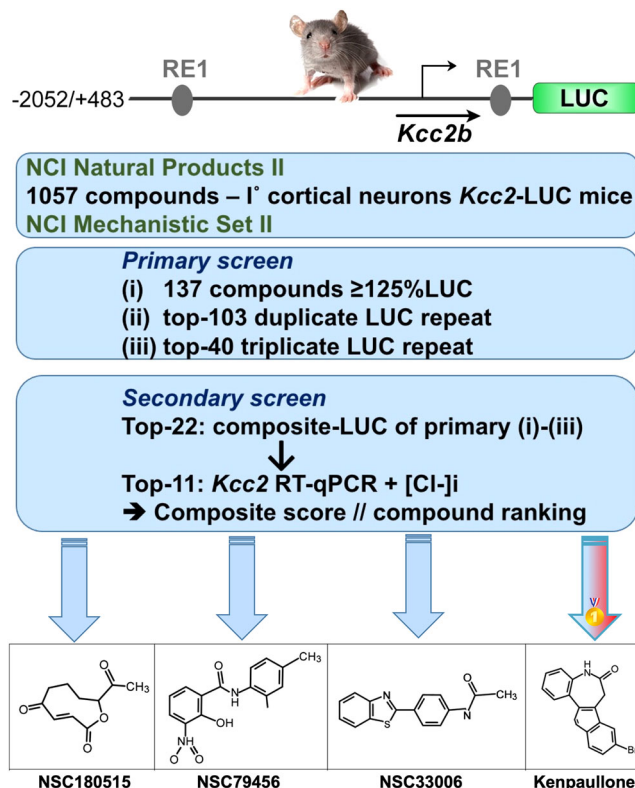 RE1
RE1
-2052/+483
LUC
Kcc2b
NCI Natural Products II
1057 compounds – I° cortical neurons Kcc2-LUC mice
NCI Mechanistic Set II
Primary screen
(i) 137 compounds ≥125%LUC
(ii) top-103 duplicate LUC repeat
(iii) top-40 triplicate LUC repeat
Secondary screen
Top-22: composite-LUC of primary (i)-(iii)
Top-11: Kcc2 RT-qPCR + [Cl-]i
➔ Composite score // compound ranking
1
O
CH₃
O
O
O
CH₃
O
N
H
OH
N
O
O
N
S
N
O
CH₃
H
N
O
Br
NSC180515
NSC79456
NSC33006
Kenpaullone